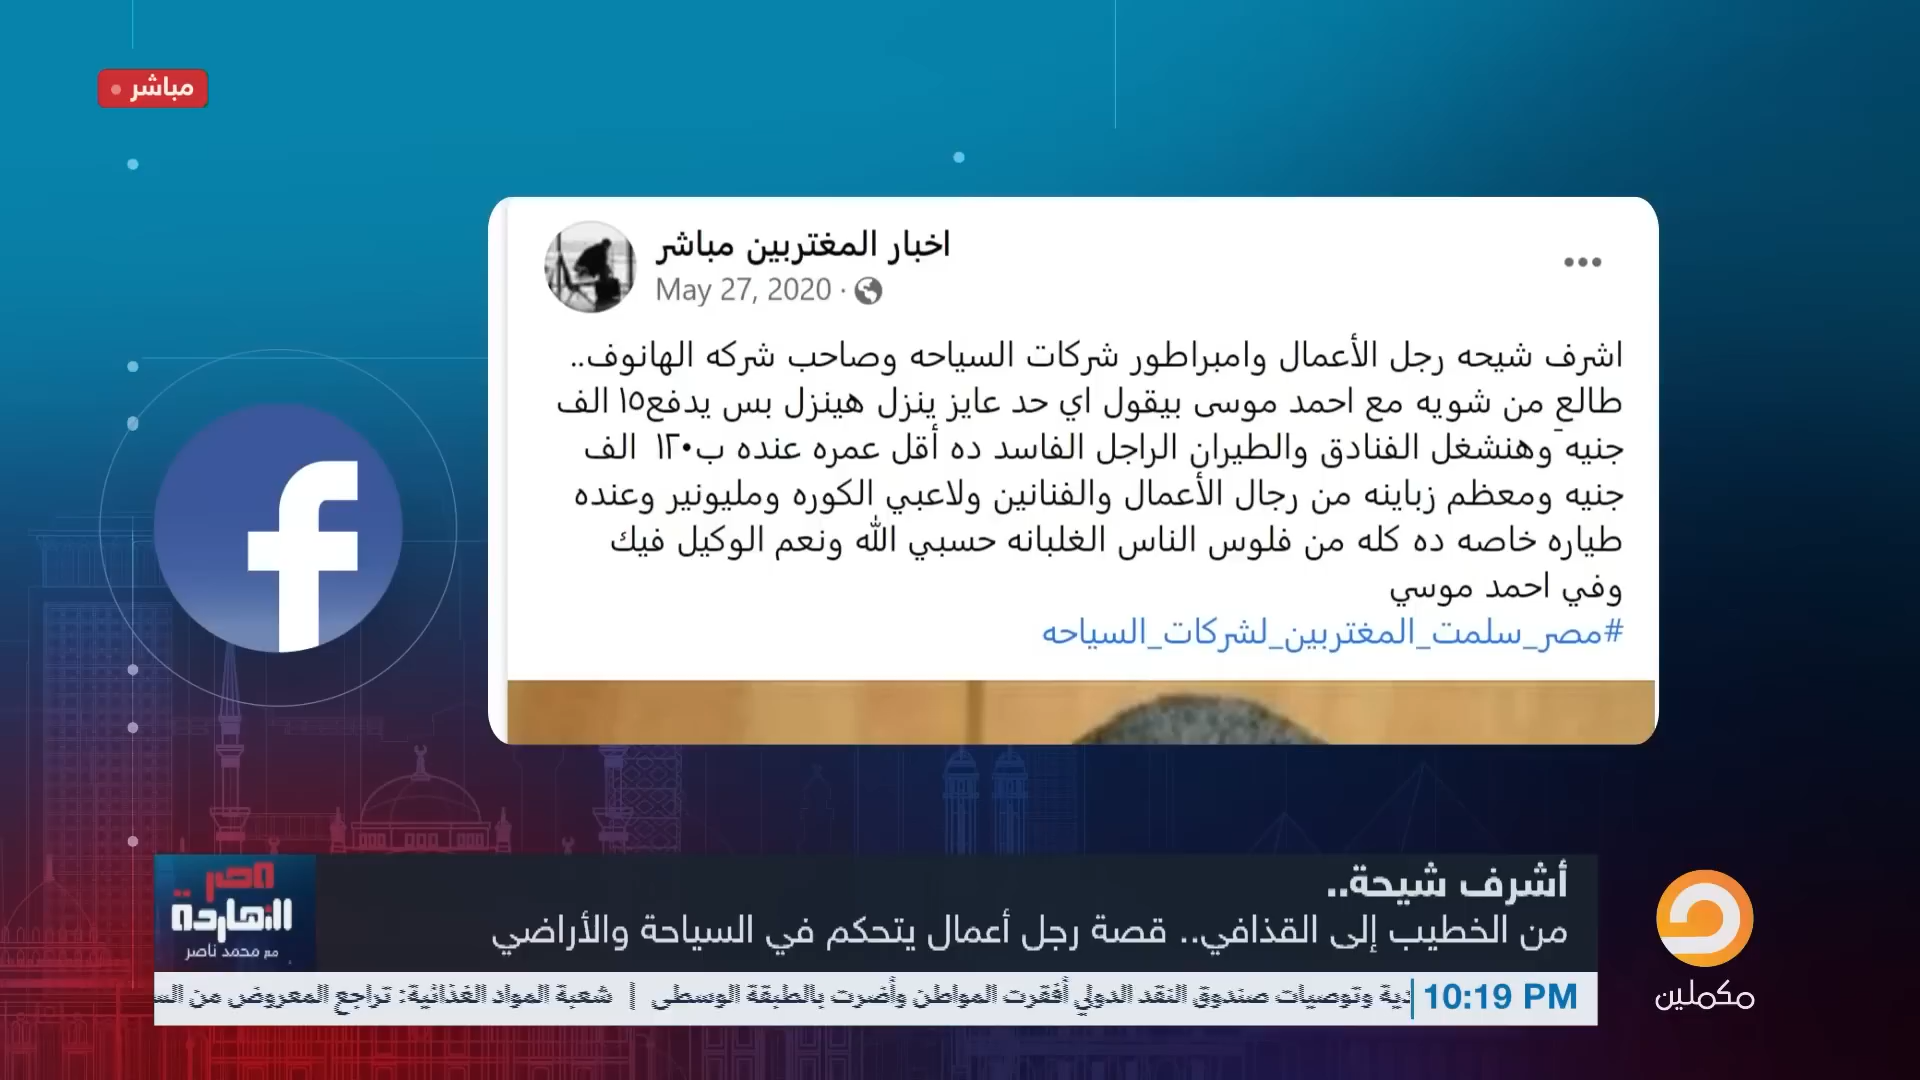 مباشر
اخبار المغتربين مباشر
May 27, 2020
اشرف شيحه رجل الأعمال وامبراطور شركات السياحه وصاحب شركه الهانوف..
طالع من شويه مع احمد موسى بيقول اي حد عايز ينزل هينزل بس يدفع١٥ الف
جنيه وهنشغل الفنادق والطيران الراجل الفاسد ده أقل عمره عنده ب١٢٠ الف
جنيه ومعظم زباينه من رجال الأعمال والفنانين ولاعبي الكوره ومليونير وعنده
طياره خاصه ده كله من فلوس الناس الغلبانه حسبي الله ونعم الوكيل فيك
وفي احمد موسي
#مصر_سلمت_المغتربين_لشركات_السياحه
مصر
النهاردة
مع محمد ناصر
أشرف شيحة..
من الخطيب إلى القذافي.. قصة رجل أعمال يتحكم في السياحة والأراضي
10:19 PM
وتوصيات صندوق النقد الدولي أفقرت المواطن وأضرت بالطبقة الوسطى | شعبة المواد الغذائية: تراجع المعروض من
مكملين